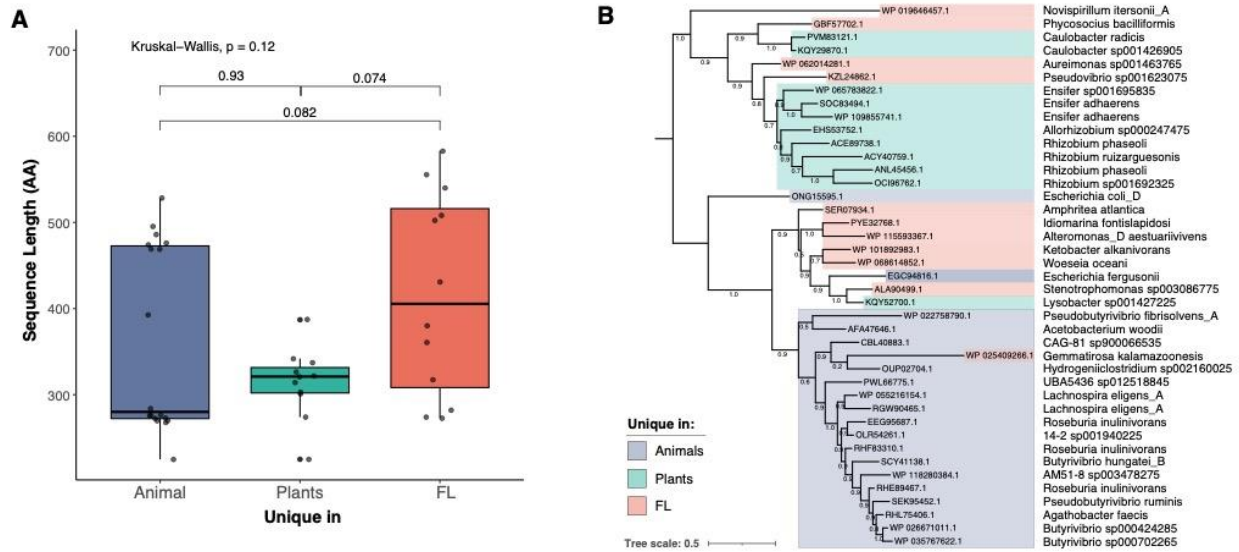 A
Kruskal-Wallis, p = 0.12
0.93
0.074
0.082
700
600
500
400
300
Sequence Length (AA)
Animal
Plants
FL
Unique in
B
WP 019646457.1 Novispirillum itersonii_A
GBF57702.1 Phycosocius bacilliformis
PVM83121.1 Caulobacter radicis
KQY29870.1 Caulobacter sp001426905
WP 062014281.1 Aureimonas sp001463765
KZL24862.1 Pseudovibrio sp001623075
WP 065783822.1 Ensifer sp001695835
SOC83494.1 Ensifer adhaerens
WP 109855741.1 Ensifer adhaerens
EHS53752.1 Allorhizobium sp000247475
ACE89738.1 Rhizobium phaseoli
ACY40759.1 Rhizobium ruizarguesonis
ANL45456.1 Rhizobium phaseoli
OCI96762.1 Rhizobium sp001692325
ONG15595.1 Escherichia coli_D
SER07934.1 Amphritea atlantica
PYE32768.1 Idiomarina fontislapidosi
WP 115593367.1 Alteromonas_D aestuariivivens
WP 101892983.1 Ketobacter alkanivorans
WP 068614852.1 Woeseia oceani
EGC94816.1 Escherichia fergusonii
ALA90499.1 Stenotrophomonas sp003086775
KQY52700.1 Lysobacter sp001427225
WP 022758790.1 Pseudobutyrivibrio fibrisolvens_A
AFA47646.1 Acetobacterium woodii
CBL40883.1 CAG-81 sp900066535
WP 025409266.1 Gemmatirosa kalamazoonesis
OUP02704.1 Hydrogeniiclostridium sp002160025
PWL66775.1 UBA5436 sp012518845
WP 055216154.1 Lachnospira eligens_A
RGW90465.1 Lachnospira eligens_A
EEG95687.1 Roseburia inulinivorans
OLR54261.1 14-2 sp001940225
RHF83310.1 Roseburia inulinivorans
SCY41138.1 Butyrivibrio hungatei_B
WP 118280384.1 AM51-8 sp003478275
RHE89467.1 Roseburia inulinivorans
SEK95452.1 Pseudobutyrivibrio ruminis
RHL75406.1 Agathobacter faecis
WP 026671011.1 Butyrivibrio sp000424285
WP 035767622.1 Butyrivibrio sp000702265
Unique in:
Animals
Plants
FL
Tree scale: 0.5